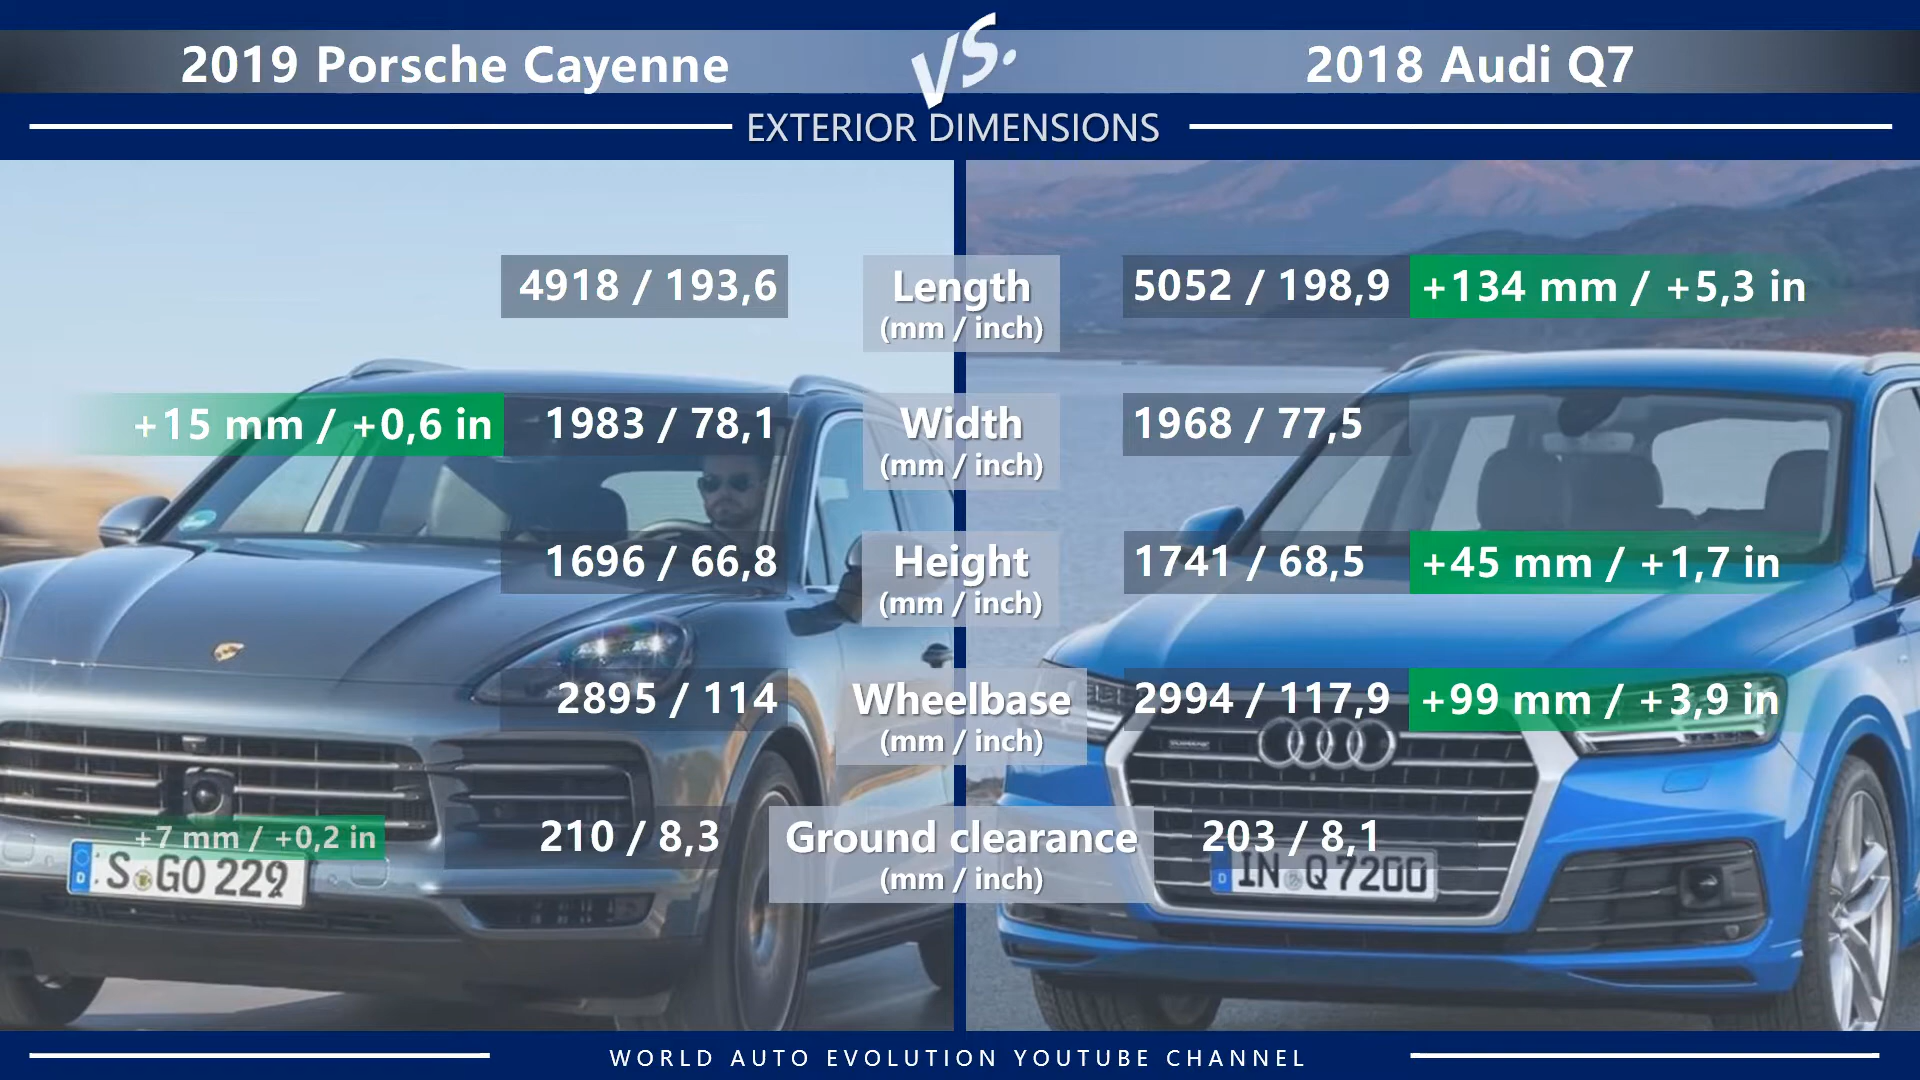 2019 Porsche Cayenne VS. 2018 Audi Q7
EXTERIOR DIMENSIONS
4918 / 193,6 Length 5052 / 198,9 +134 mm / +5,3 in
(mm / inch)
+15 mm / +0,6 in 1983 / 78,1 Width 1968 / 77,5
(mm / inch)
1696 / 66,8 Height 1741 / 68,5 +45 mm / +1,7 in
(mm / inch)
2895 / 114 Wheelbase 2994 / 117,9 +99 mm / +3,9 in
(mm / inch)
+7 mm / +0,2 in 210 / 8,3 Ground clearance 203 / 8,1
(mm / inch)
D S GO 229
D IN Q 7200
WORLD AUTO EVOLUTION YOUTUBE CHANNEL